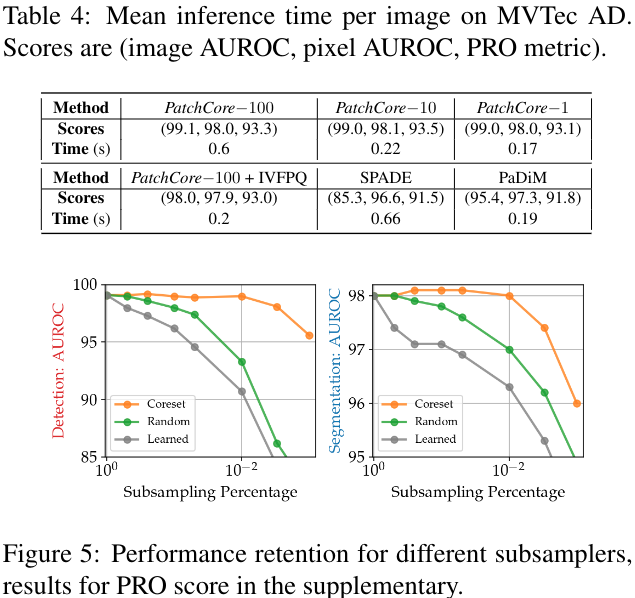 Table 4: Mean inference time per image on MVTec AD.
Scores are (image AUROC, pixel AUROC, PRO metric).
Method PatchCore−100 PatchCore−10 PatchCore−1
Scores (99.1, 98.0, 93.3) (99.0, 98.1, 93.5) (99.0, 98.0, 93.1)
Time (s) 0.6 0.22 0.17
Method PatchCore−100 + IVFPQ SPADE PaDiM
Scores (98.0, 97.9, 93.0) (85.3, 96.6, 91.5) (95.4, 97.3, 91.8)
Time (s) 0.2 0.66 0.19
Detection: AUROC
100
95
90
85
Coreset
Random
Learned
10⁰ 10⁻²
Subsampling Percentage
Segmentation: AUROC
98
97
96
95
Coreset
Random
Learned
10⁰ 10⁻²
Subsampling Percentage
Figure 5: Performance retention for different subsamplers,
results for PRO score in the supplementary.